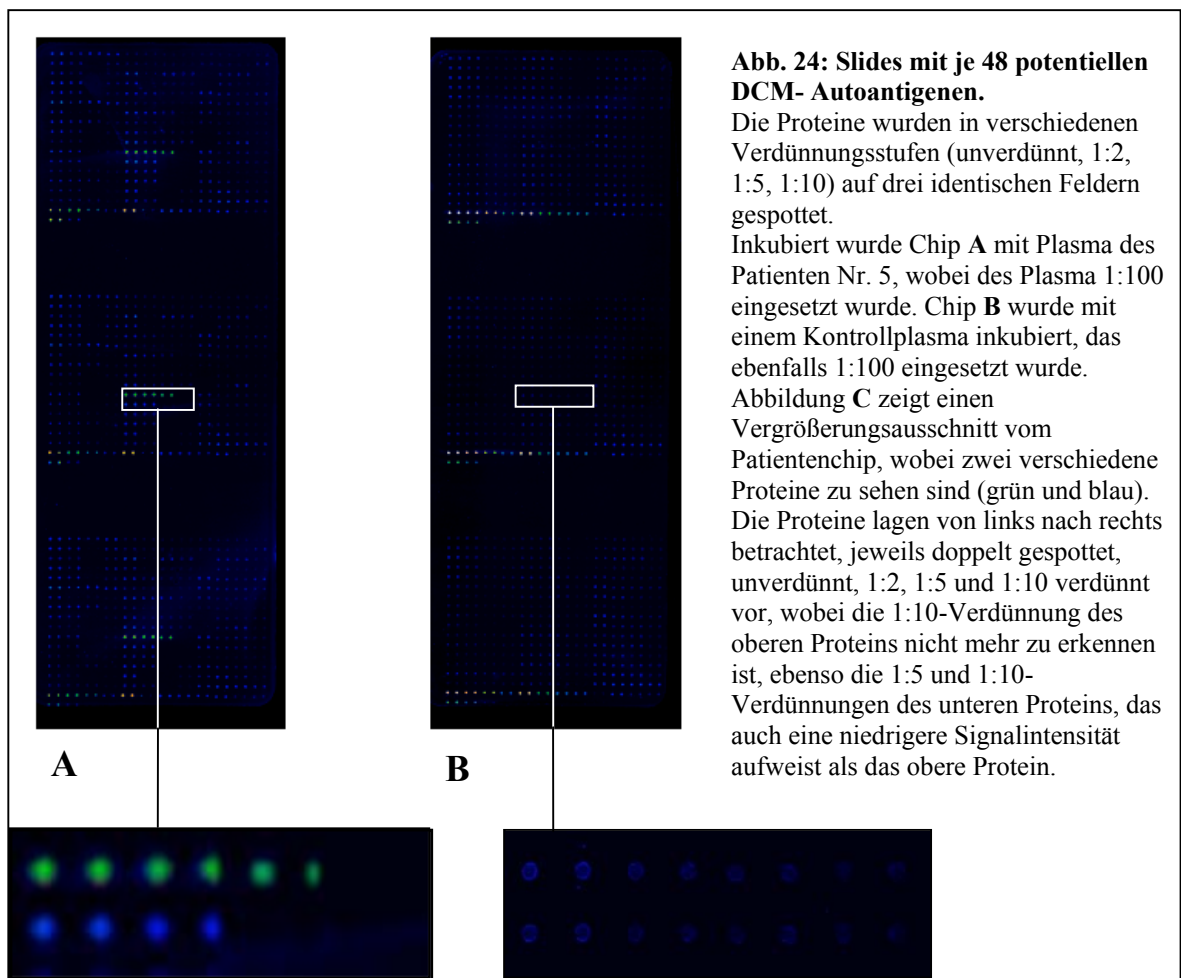 Abb. 24: Slides mit je 48 potentiellen
DCM- Autoantigenen.
Die Proteine wurden in verschiedenen
Verdünnungsstufen (unverdünnt, 1:2,
1:5, 1:10) auf drei identischen Feldern
gespottet.
Inkubiert wurde Chip A mit Plasma des
Patienten Nr. 5, wobei des Plasma 1:100
eingesetzt wurde. Chip B wurde mit
einem Kontrollplasma inkubiert, das
ebenfalls 1:100 eingesetzt wurde.
Abbildung C zeigt einen
Vergrößerungsausschnitt vom
Patientenchip, wobei zwei verschiedene
Proteine zu sehen sind (grün und blau).
Die Proteine lagen von links nach rechts
betrachtet, jeweils doppelt gespottet,
unverdünnt, 1:2, 1:5 und 1:10 verdünnt
vor, wobei die 1:10-Verdünnung des
oberen Proteins nicht mehr zu erkennen
ist, ebenso die 1:5 und 1:10-
Verdünnungen des unteren Proteins, das
auch eine niedrigere Signalintensität
aufweist als das obere Protein.
A
B